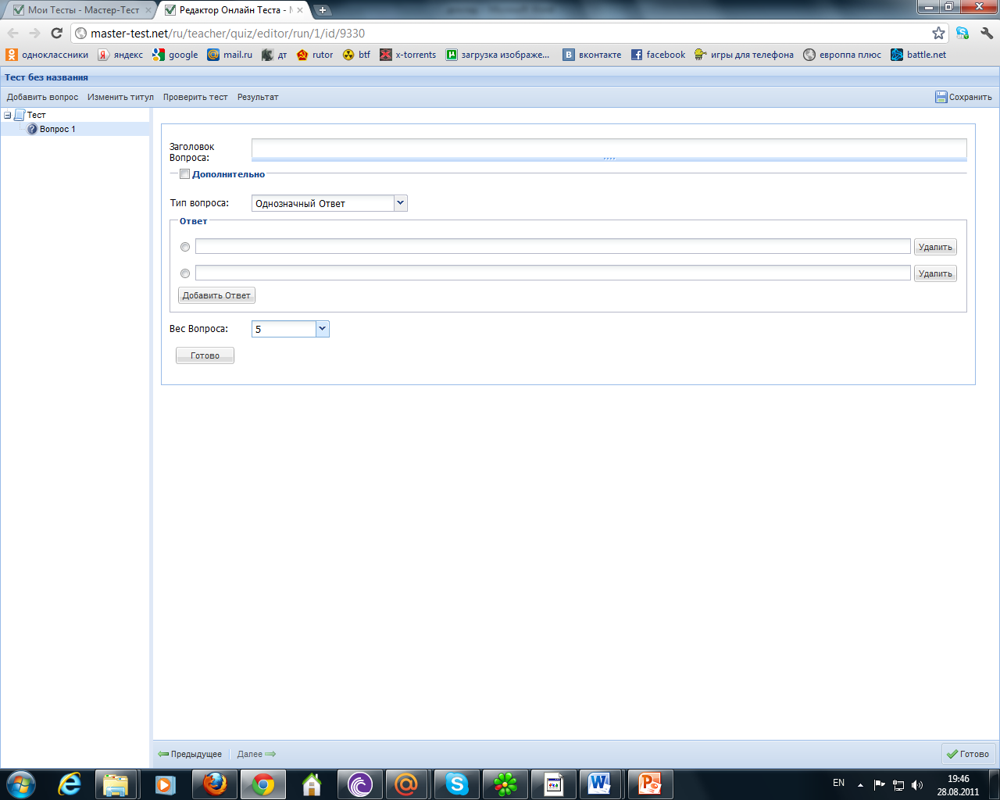 Мои Тесты - Мастер-Тест
Редактор Онлайн Теста - М
master-test.net/ru/teacher/quiz/editor/run/1/id/9330
одноклассники яндекс google mail.ru дт rutor btf x-torrents загрузка изображе... вконтакте facebook игры для телефона европпа плюс battle.net
Тест без названия
Добавить вопрос Изменить титул Проверить тест Результат Сохранить
Тест
Вопрос 1
Заголовок
Вопроса:
Дополнительно
Тип вопроса: Однозначный Ответ
Ответ
Удалить
Удалить
Добавить Ответ
Вес Вопроса: 5
Готово
Предыдущее Далее Готово
EN 19:46
28.08.2011